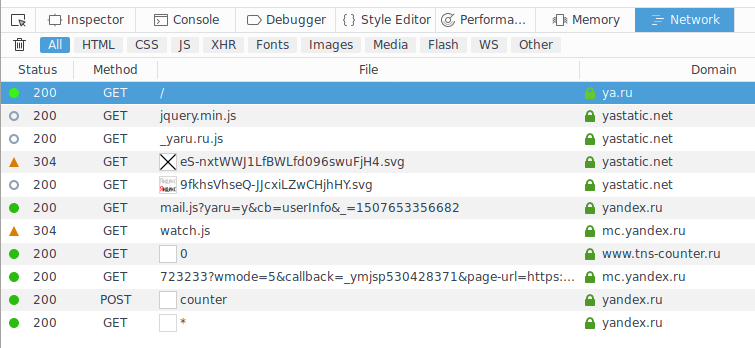 Inspector Console Debugger Style Editor Performa... Memory Network
All HTML CSS JS XHR Fonts Images Media Flash WS Other
Status Method File Domain
200 GET / ya.ru
200 GET jquery.min.js yastatic.net
200 GET _yaru.ru.js yastatic.net
304 GET eS-nxtWWJ1LfBWLfd096swuFjH4.svg yastatic.net
200 GET 9fkhsVhseQ-JJcxiLZwCHjhHY.svg yastatic.net
200 GET mail.js?yaru=y&cb=userInfo&_=1507653356682 yandex.ru
304 GET watch.js mc.yandex.ru
200 GET 0 www.tns-counter.ru
200 GET 723233?wmode=5&callback=_ymjsp530428371&page-url=https:... mc.yandex.ru
200 POST counter yandex.ru
200 GET * yandex.ru